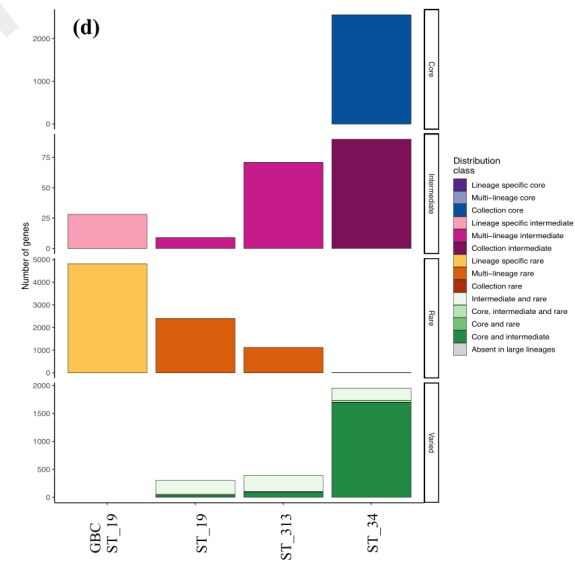 (d)
2000
1000
0
Core
75
50
25
0
Intermediate
Number of genes
5000
4000
3000
2000
1000
0
Rare
2000
1500
1000
500
0
Varied
GBC
ST_19
ST_19
ST_313
ST_34
Distribution
class
Lineage specific core
Multi-lineage core
Collection core
Lineage specific intermediate
Multi-lineage intermediate
Collection intermediate
Lineage specific rare
Multi-lineage rare
Collection rare
Intermediate and rare
Core, intermediate and rare
Core and rare
Core and intermediate
Absent in large lineages